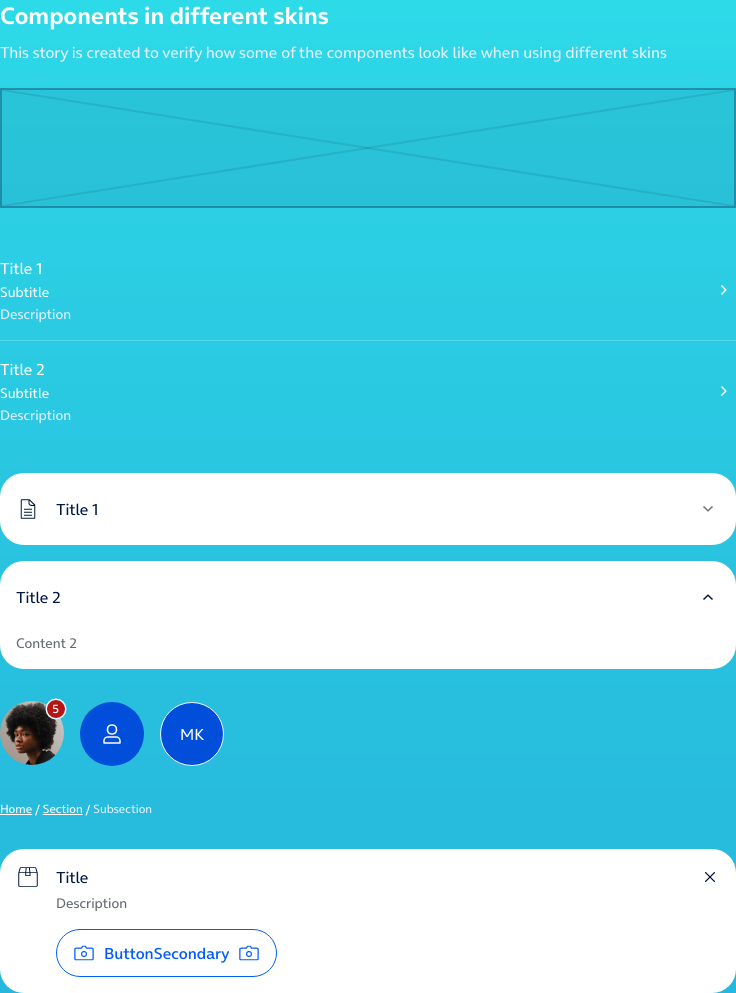 Components in different skins
This story is created to verify how some of the components look like when using different skins
Title 1
Subtitle
Description
Title 2
Subtitle
Description
Title 1
Title 2
Content 2
5
MK
Home / Section / Subsection
Title
Description
ButtonSecondary